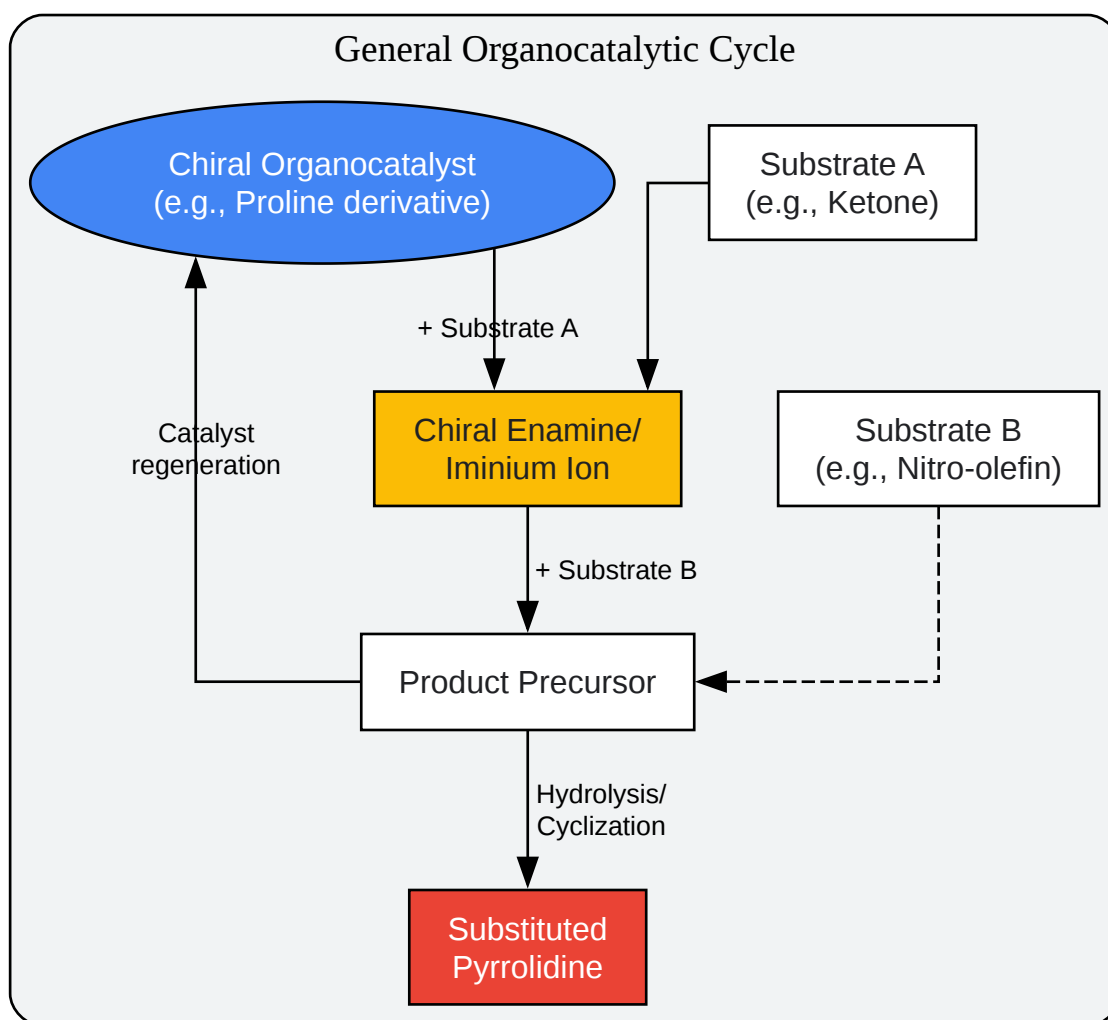 General Organocatalytic Cycle
Chiral Organocatalyst
(e.g., Proline derivative)
Substrate A
(e.g., Ketone)
+ Substrate A
Chiral Enamine/
Iminium Ion
Substrate B
(e.g., Nitro-olefin)
Catalyst
regeneration
+ Substrate B
Product Precursor
Hydrolysis/
Cyclization
Substituted
Pyrrolidine